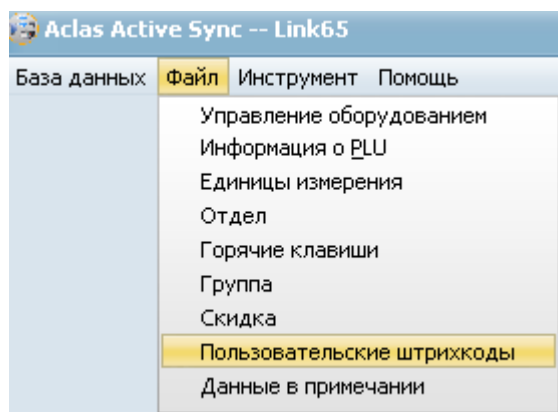 Aclas Active Sync -- Link65
База данных Файл Инструмент Помощь
Управление оборудованием
Информация о PLU
Единицы измерения
Отдел
Горячие клавиши
Группа
Скидка
Пользовательские штрихкоды
Данные в примечании